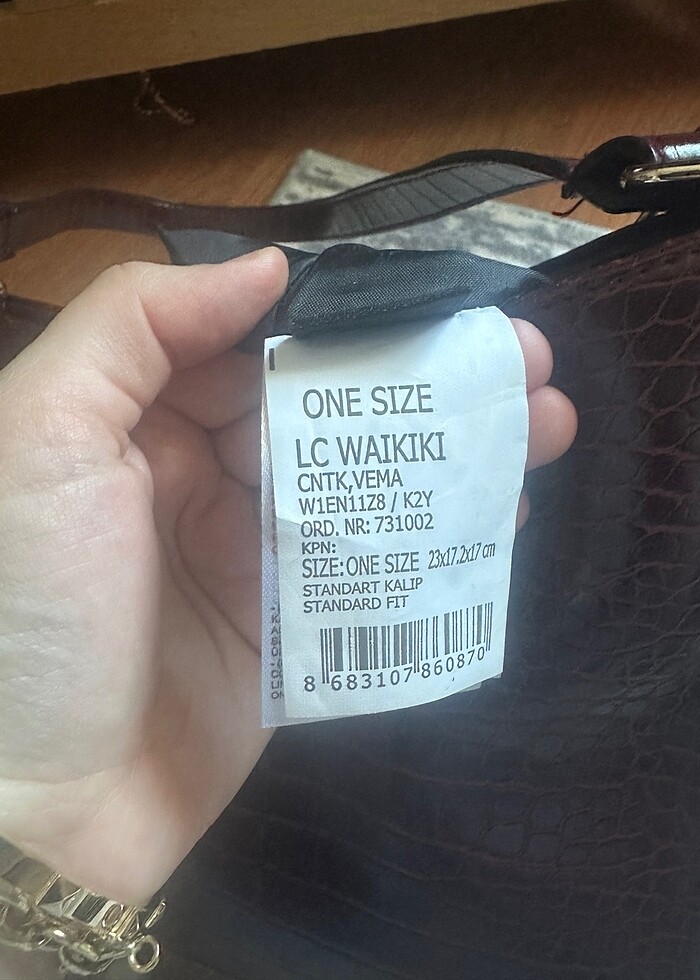 ONE SIZE
LC WAIKIKI
CNTK,VEMA
W1EN11Z8 / K2Y
ORD. NR: 731002
KPN:
SIZE:ONE SIZE 23x17.2x17 cm
STANDART KALIP
STANDARD FIT
8 683107 860870